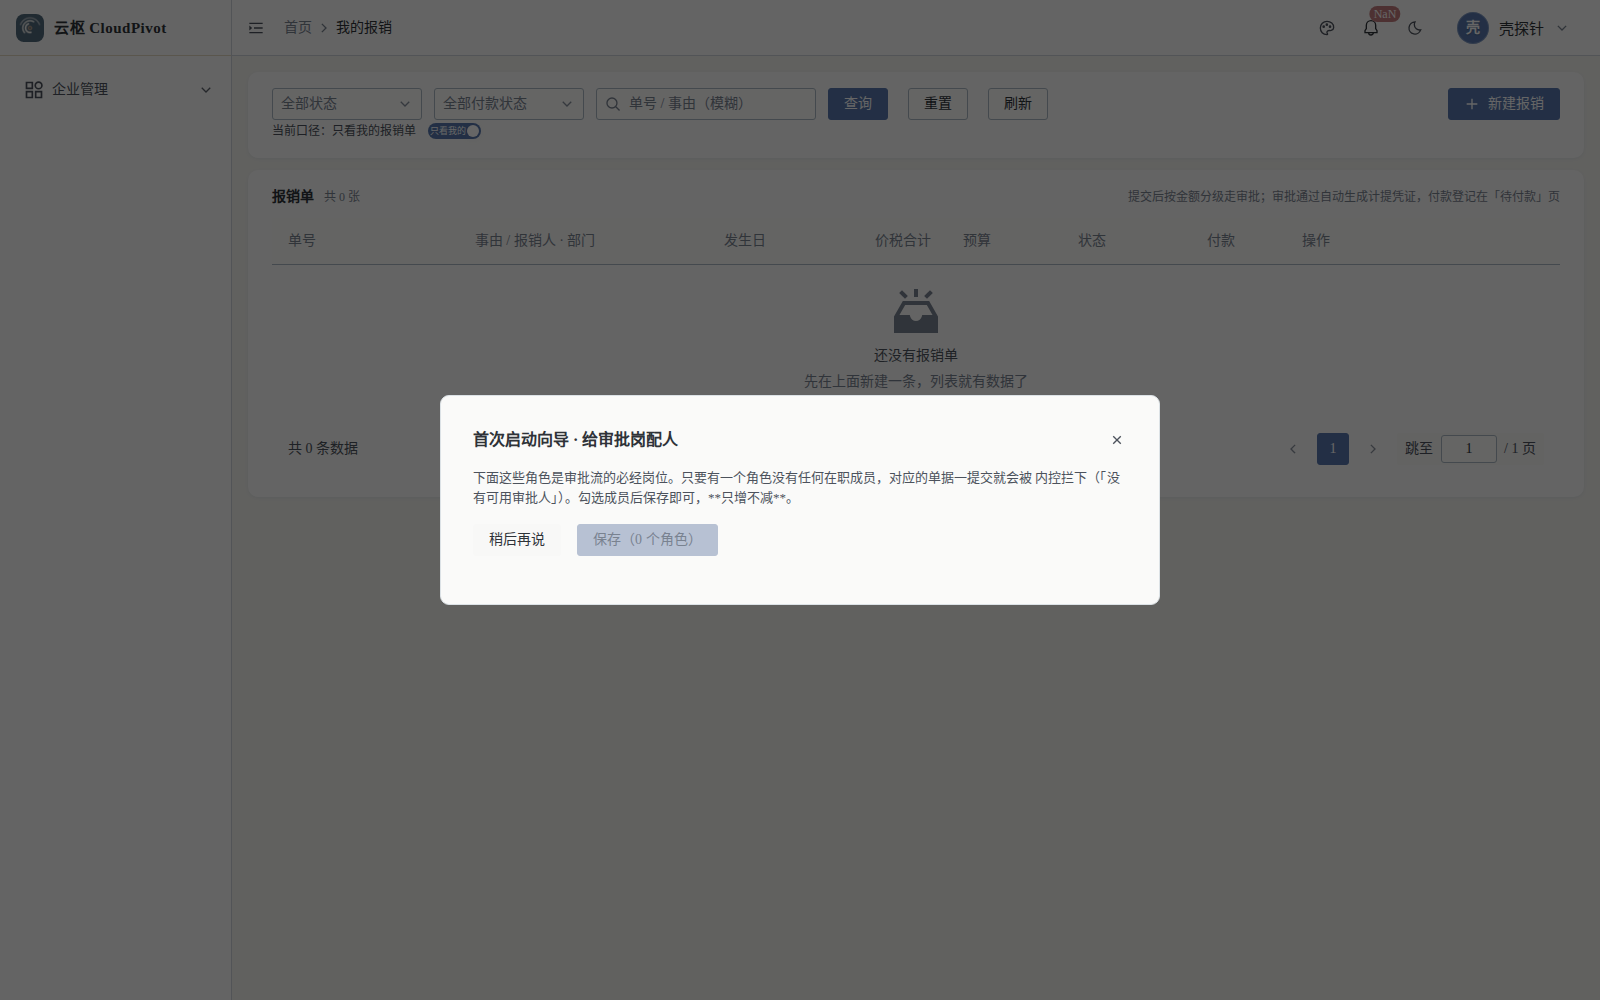 云枢 CloudPivot
首页 > 我的报销
NaN
壳 壳探针
企业管理
全部状态 全部付款状态 单号 / 事由（模糊） 查询 重置 刷新 新建报销
当前口径：只看我的报销单 只看我的
报销单 共 0 张 提交后按金额分级走审批；审批通过自动生成计提凭证，付款登记在「待付款」页
单号 事由 / 报销人 · 部门 发生日 价税合计 预算 状态 付款 操作
还没有报销单
先在上面新建一条，列表就有数据了
首次启动向导 · 给审批岗配人
下面这些角色是审批流的必经岗位。只要有一个角色没有任何在职成员，对应的单据一提交就会被 内控拦下（「没
有可用审批人」）。勾选成员后保存即可，**只增不减**。
稍后再说 保存（0 个角色）
共 0 条数据 1 跳至 1 / 1 页